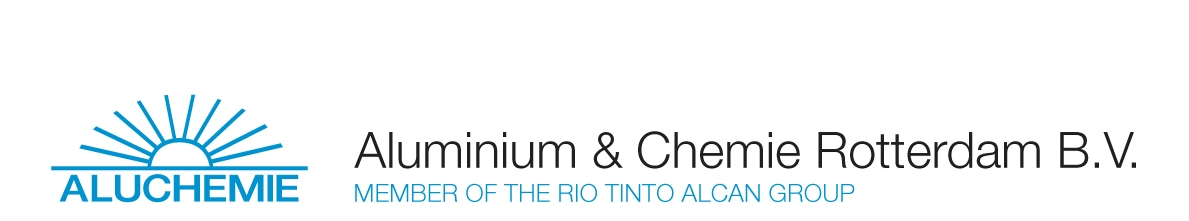 ALUCHEMIE
Aluminium & Chemie Rotterdam B.V.
MEMBER OF THE RIO TINTO ALCAN GROUP